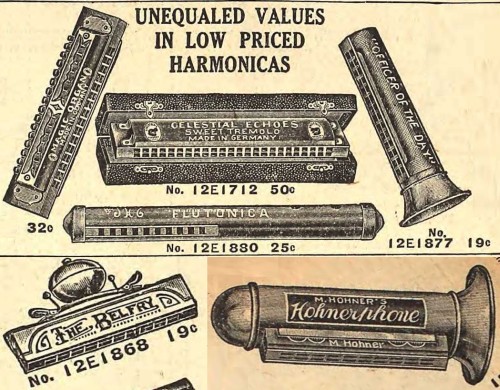 UNEQUALED VALUES
IN LOW PRICED
HARMONICAS
CELESTIAL ECHOES
SWEET TREMOLO
MADE IN GERMANY
No. 12E1712 50c
"OFFICER OF THE DAY"
32c
FLUTONICA
No. 12E1880 25c
No.
12E1877 19c
THE BELFRY
No. 12E1868 19c
M. HOHNER'S
Hohnerphone
M. Hohner